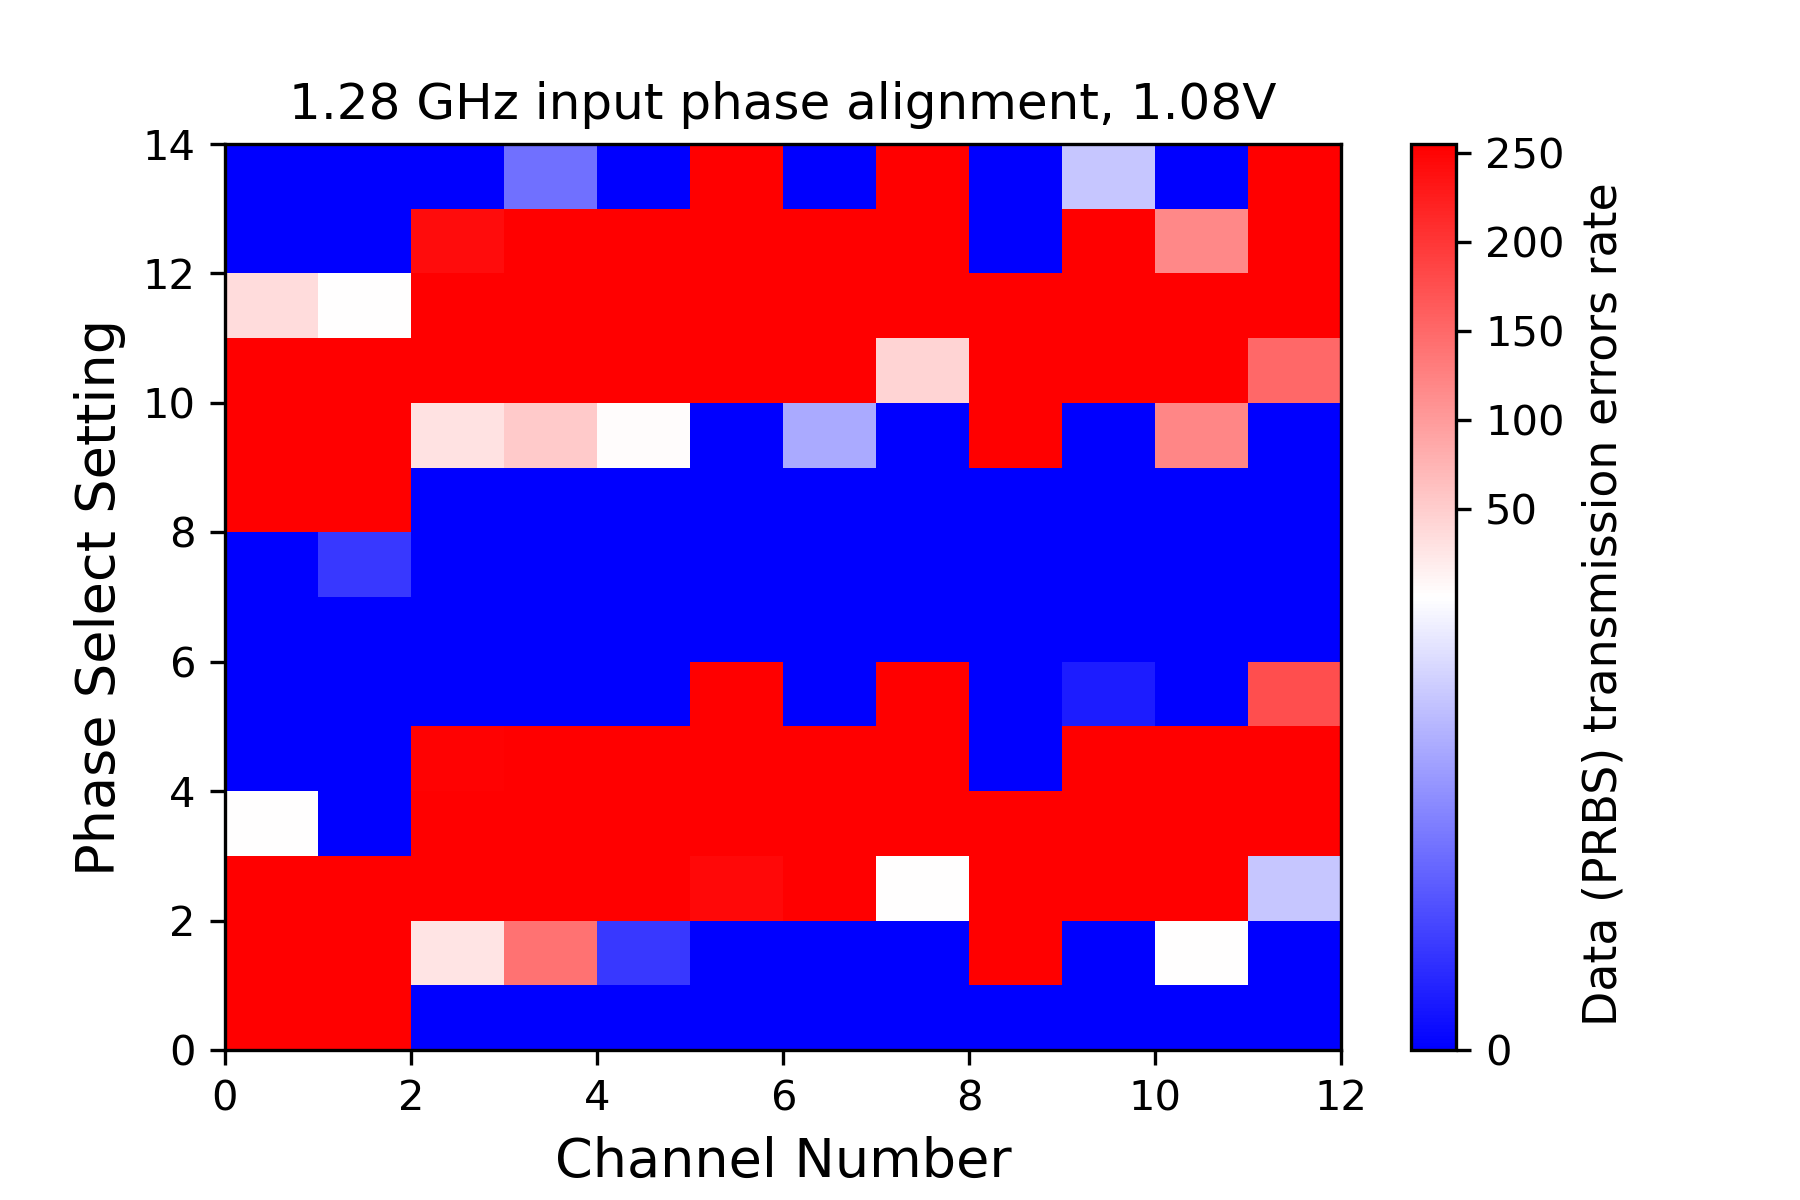 1.28 GHz input phase alignment, 1.08V
14
12
10
8
6
4
2
0
Phase Select Setting
0 2 4 6 8 10 12
Channel Number
250
200
150
100
50
0
Data (PRBS) transmission errors rate